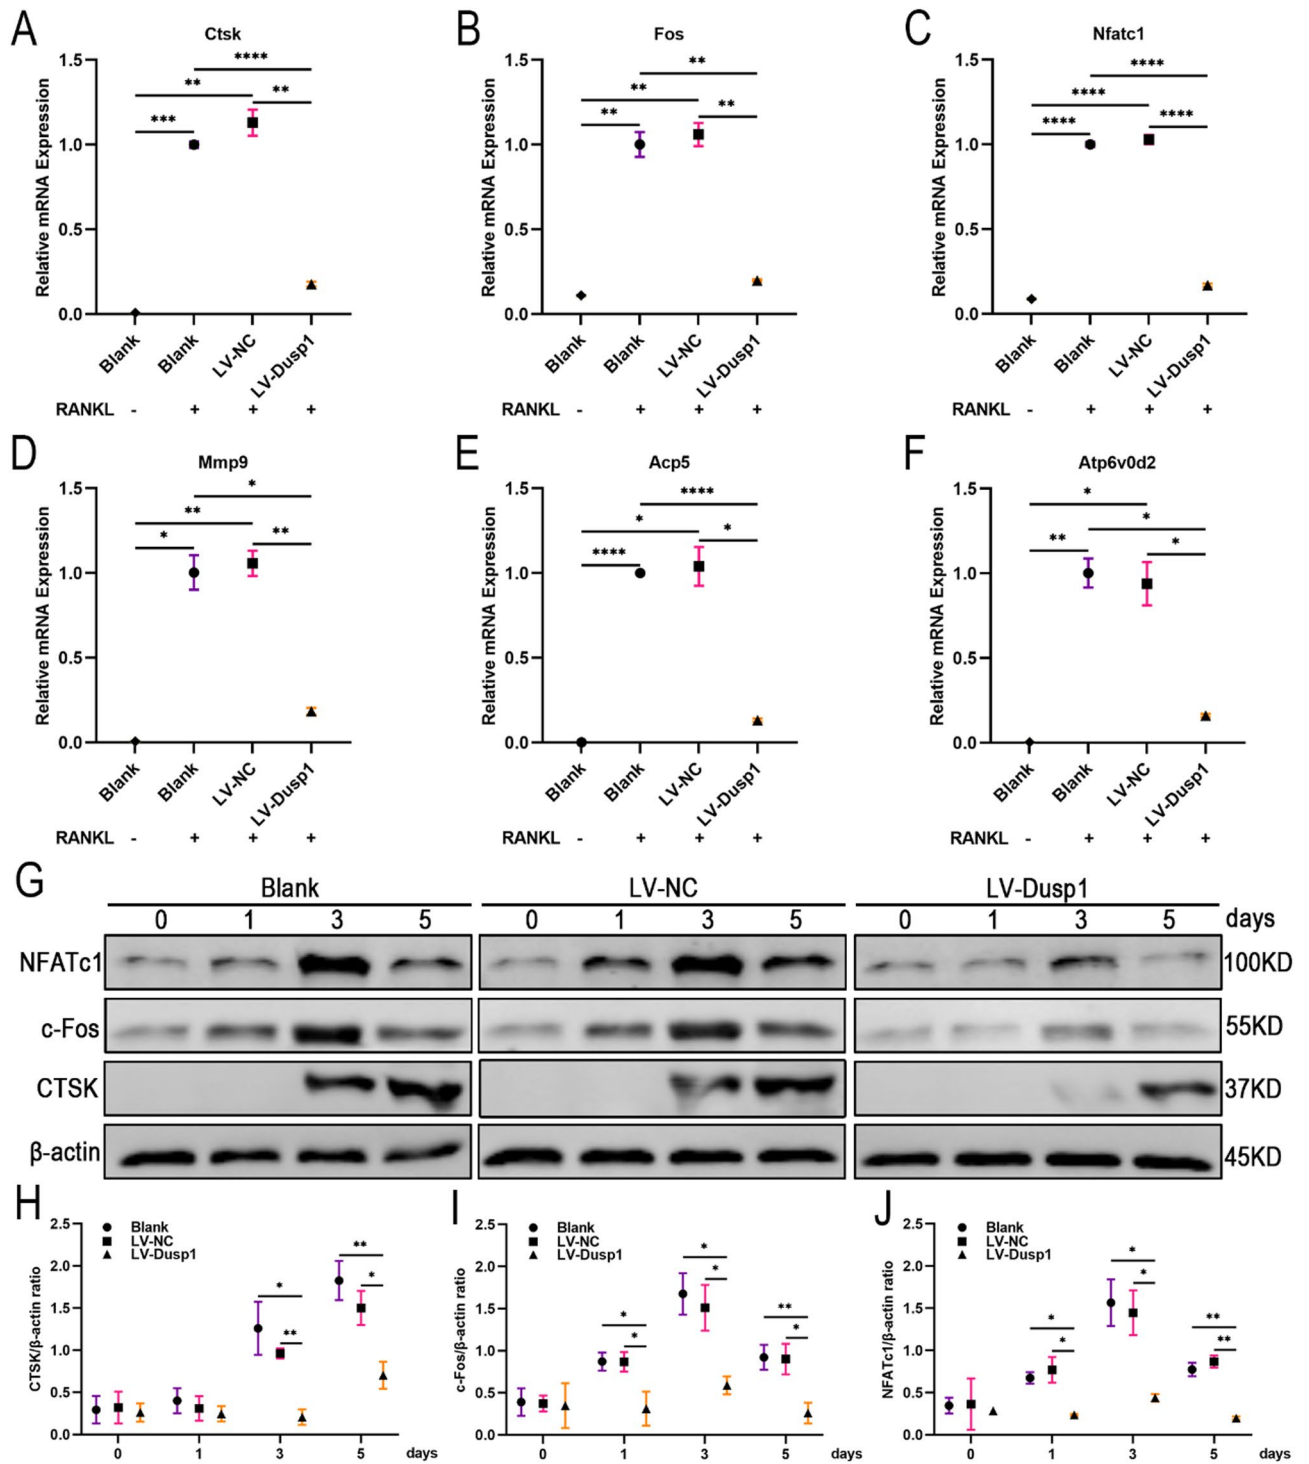 A
Ctsk
Relative mRNA Expression
1.5
1.0
0.5
0.0
****
**
**
***
Blank
Blank
LV-NC
LV-Dusp1
RANKL - + + +
B
Fos
Relative mRNA Expression
1.5
1.0
0.5
0.0
**
**
**
**
Blank
Blank
LV-NC
LV-Dusp1
RANKL - + + +
C
Nfatc1
Relative mRNA Expression
1.5
1.0
0.5
0.0
****
****
****
****
Blank
Blank
LV-NC
LV-Dusp1
RANKL - + + +
D
Mmp9
Relative mRNA Expression
1.5
1.0
0.5
0.0
*
**
**
*
Blank
Blank
LV-NC
LV-Dusp1
RANKL - + + +
E
Acp5
Relative mRNA Expression
1.5
1.0
0.5
0.0
****
*
*
****
Blank
Blank
LV-NC
LV-Dusp1
RANKL - + + +
F
Atp6v0d2
Relative mRNA Expression
1.5
1.0
0.5
0.0
*
*
**
*
Blank
Blank
LV-NC
LV-Dusp1
RANKL - + + +
G
Blank LV-NC LV-Dusp1
0 1 3 5 0 1 3 5 0 1 3 5 days
NFATc1 100KD
c-Fos 55KD
CTSK 37KD
β-actin 45KD
H
CTSK/β-actin ratio
2.5
2.0
1.5
1.0
0.5
0.0
Blank
LV-NC
LV-Dusp1
*
**
**
*
0 1 3 5 days
I
c-Fos/β-actin ratio
2.5
2.0
1.5
1.0
0.5
0.0
Blank
LV-NC
LV-Dusp1
*
*
*
*
**
*
0 1 3 5 days
J
NFATc1/β-actin ratio
2.5
2.0
1.5
1.0
0.5
0.0
Blank
LV-NC
LV-Dusp1
*
*
*
*
**
**
0 1 3 5 days